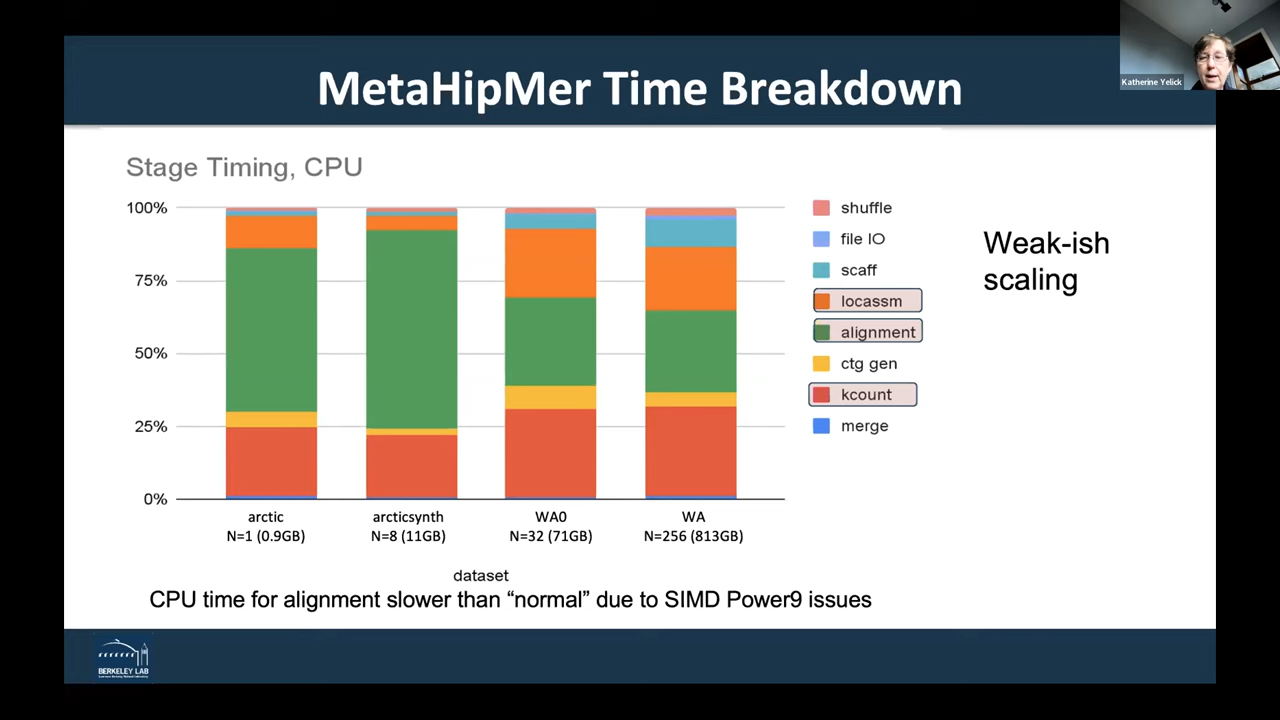 Katherine Yelick
MetaHipMer Time Breakdown
Stage Timing, CPU
100%
75%
50%
25%
0%
arctic
N=1 (0.9GB)
arcticsynth
N=8 (11GB)
WA0
N=32 (71GB)
WA
N=256 (813GB)
dataset
shuffle
file IO
scaff
locassm
alignment
ctg gen
kcount
merge
Weak-ish
scaling
CPU time for alignment slower than “normal” due to SIMD Power9 issues
BERKELEY LAB